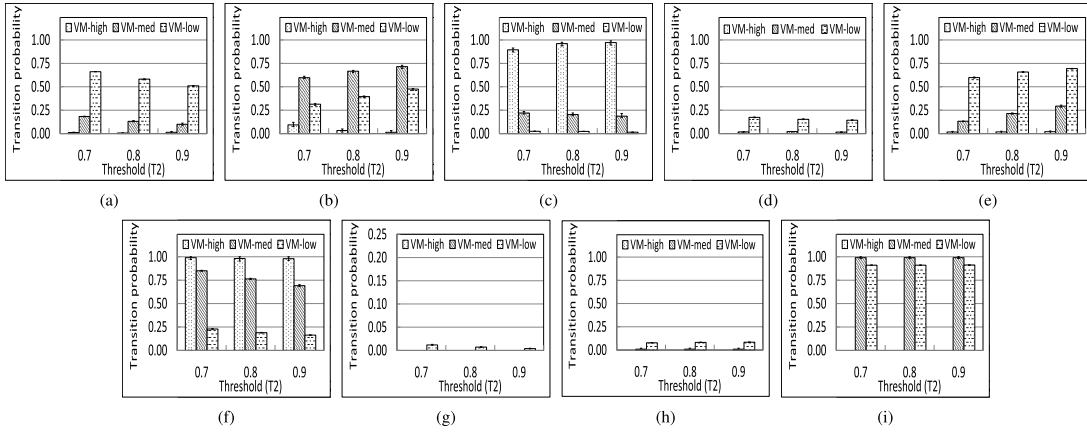 VM-high VM-med VM-low
Transition probability
1.00
0.75
0.50
0.25
0.00
0.7 0.8 0.9
Threshold (T2)
(a)
VM-high VM-med VM-low
Transition probability
1.00
0.75
0.50
0.25
0.00
0.7 0.8 0.9
Threshold (T2)
(b)
VM-high VM-med VM-low
Transition probability
1.00
0.75
0.50
0.25
0.00
0.7 0.8 0.9
Threshold (T2)
(c)
VM-high VM-med VM-low
Transition probability
1.00
0.75
0.50
0.25
0.00
0.7 0.8 0.9
Threshold (T2)
(d)
VM-high VM-med VM-low
Transition probability
1.00
0.75
0.50
0.25
0.00
0.7 0.8 0.9
Threshold (T2)
(e)
VM-high VM-med VM-low
Transition probability
1.00
0.75
0.50
0.25
0.00
0.7 0.8 0.9
Threshold (T2)
(f)
VM-high VM-med VM-low
Transition probability
0.25
0.20
0.15
0.10
0.05
0.00
0.7 0.8 0.9
Threshold (T2)
(g)
VM-high VM-med VM-low
Transition probability
1.00
0.75
0.50
0.25
0.00
0.7 0.8 0.9
Threshold (T2)
(h)
VM-high VM-med VM-low
Transition probability
1.00
0.75
0.50
0.25
0.00
0.7 0.8 0.9
Threshold (T2)
(i)